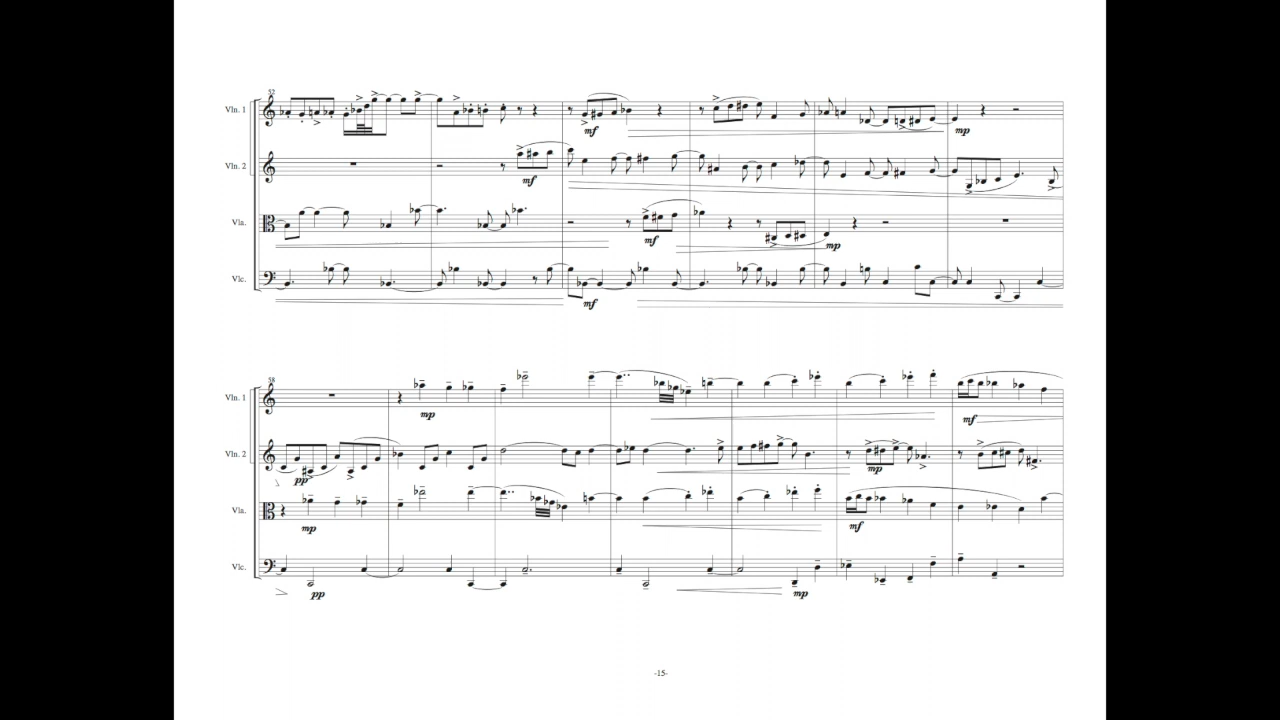 52
Vln. 1
mf
mp
Vln. 2
mf
Vla.
mf
mp
Vlc.
mf
58
Vln. 1
mp
mf
Vln. 2
pp
mp
Vla.
mp
mf
Vlc.
pp
mp
-15-